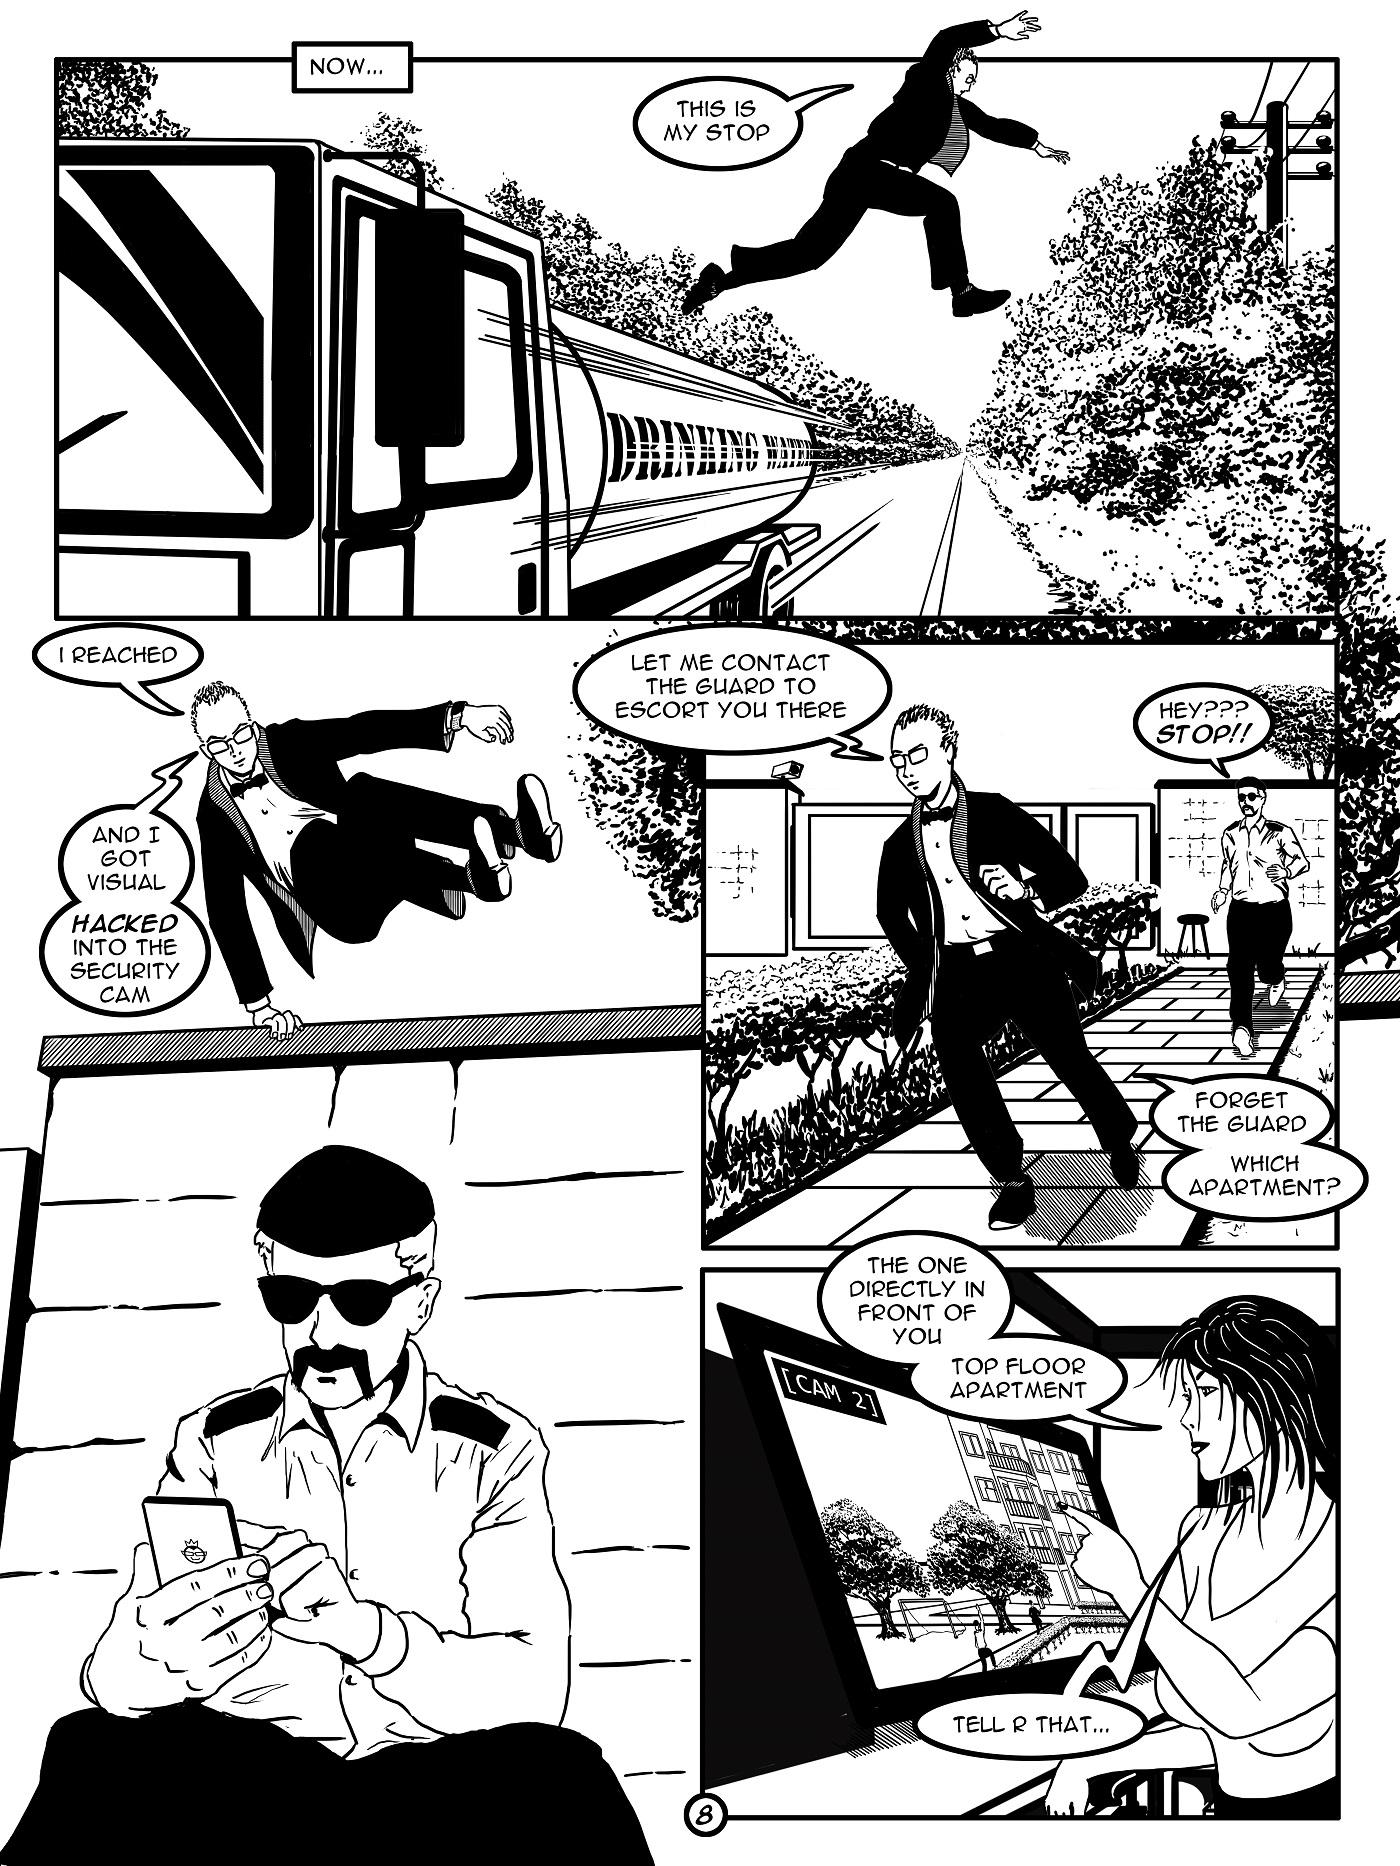 NOW...
THIS IS
MY STOP
DRINKING WATER
I REACHED
AND I
GOT
VISUAL
HACKED
INTO THE
SECURITY
CAM
LET ME CONTACT
THE GUARD TO
ESCORT YOU THERE
HEY???
STOP!!
FORGET
THE GUARD
WHICH
APARTMENT?
THE ONE
DIRECTLY IN
FRONT OF
YOU
TOP FLOOR
APARTMENT
[CAM 2]
TELL R THAT...
8